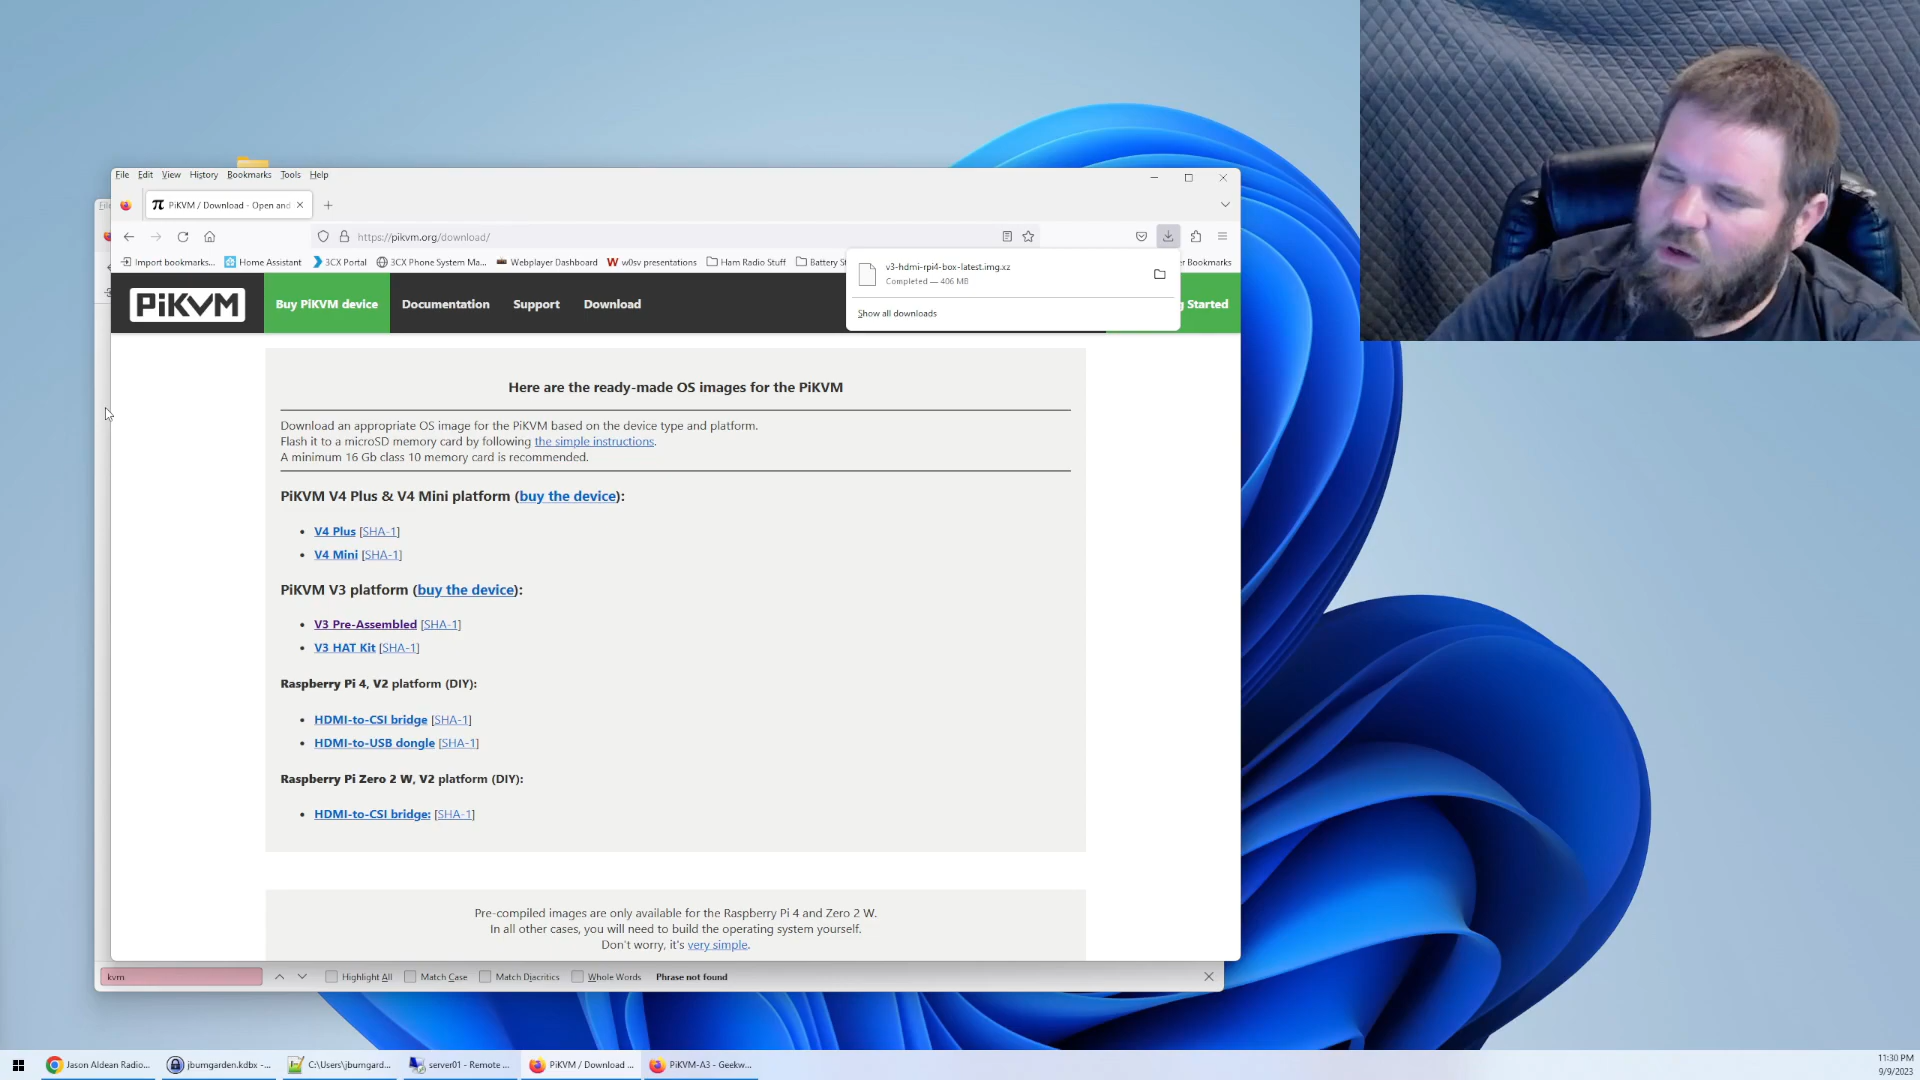 File Edit View History Bookmarks Tools Help
PiKVM / Download - Open and
https://pikvm.org/download/
Import bookmarks... Home Assistant 3CX Portal 3CX Phone System Ma... Webplayer Dashboard w0sv presentations Ham Radio Stuff Battery St
er Bookmarks
v3-hdmi-rpi4-box-latest.img.xz
Completed — 406 MB
Show all downloads
PiKVM Buy PiKVM device Documentation Support Download
g Started
Here are the ready-made OS images for the PiKVM
Download an appropriate OS image for the PiKVM based on the device type and platform.
Flash it to a microSD memory card by following the simple instructions.
A minimum 16 Gb class 10 memory card is recommended.
PiKVM V4 Plus & V4 Mini platform (buy the device):
• V4 Plus [SHA-1]
• V4 Mini [SHA-1]
PiKVM V3 platform (buy the device):
• V3 Pre-Assembled [SHA-1]
• V3 HAT Kit [SHA-1]
Raspberry Pi 4, V2 platform (DIY):
• HDMI-to-CSI bridge [SHA-1]
• HDMI-to-USB dongle [SHA-1]
Raspberry Pi Zero 2 W, V2 platform (DIY):
• HDMI-to-CSI bridge: [SHA-1]
Pre-compiled images are only available for the Raspberry Pi 4 and Zero 2 W.
In all other cases, you will need to build the operating system yourself.
Don't worry, it's very simple.
kvm Highlight All Match Case Match Diacritics Whole Words Phrase not found
Jason Aldean Radio... jbumgarden.kdbx -... C:\Users\jbumgard... server01 - Remote ... PiKVM / Download ... PiKVM-A3 - Geekw...
11:30 PM
9/9/2023